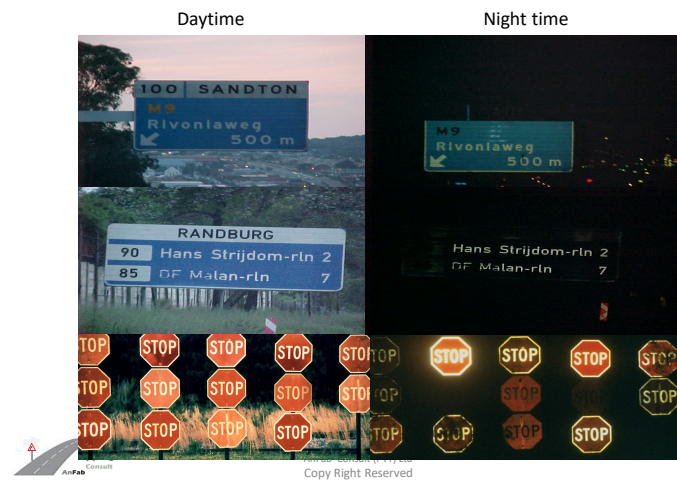 Daytime
Night time
100 SANDTON
M9
Rivoniaweg
500 m
M9
Rivoniaweg
500 m
RANDBURG
90 Hans Strijdom-rln 2
85 DF Malan-rln 7
Hans Strijdom-rln 2
DF Malan-rln 7
STOP STOP STOP STOP STOP STOP STOP STOP STOP STOP
STOP STOP STOP STOP STOP STOP STOP STOP
STOP STOP STOP STOP STOP STOP STOP STOP
AnFab Consult
Copy Right Reserved